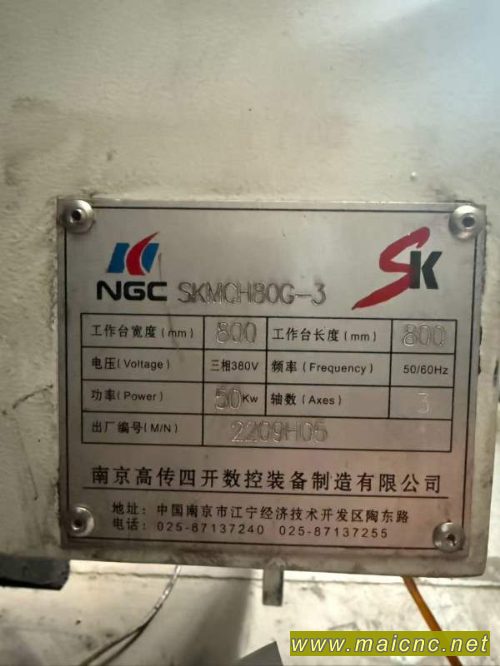 NGC SKMCH80G-3 SK
工作台宽度(mm) 800 工作台长度(mm) 800
电压(Voltage) 三相380V 频率(Frequency) 50/60Hz
功率(Power) 50Kw 轴数(Axes) 3
出厂编号(M/N) 2209H05
南京高传四开数控装备制造有限公司
地址: 中国南京市江宁经济技术开发区陶东路
电话: 025-87137240 025-87137255
www.maicnc.net